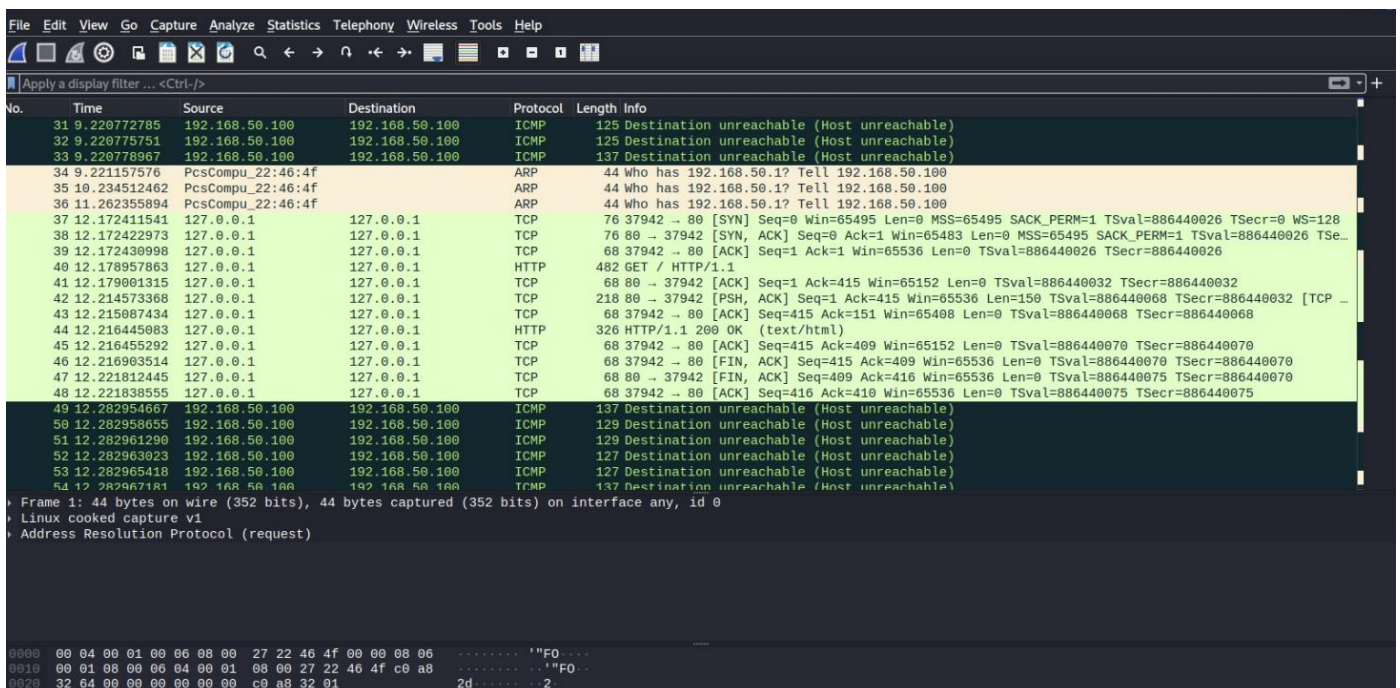 File Edit View Go Capture Analyze Statistics Telephony Wireless Tools Help
Apply a display filter ... <Ctrl-/>
No. Time Source Destination Protocol Length Info
31 9.220772785 192.168.50.100 192.168.50.100 ICMP 125 Destination unreachable (Host unreachable)
32 9.220775751 192.168.50.100 192.168.50.100 ICMP 125 Destination unreachable (Host unreachable)
33 9.220778967 192.168.50.100 192.168.50.100 ICMP 137 Destination unreachable (Host unreachable)
34 9.221157576 PcsCompu_22:46:4f ARP 44 Who has 192.168.50.1? Tell 192.168.50.100
35 10.234512462 PcsCompu_22:46:4f ARP 44 Who has 192.168.50.1? Tell 192.168.50.100
36 11.262355894 PcsCompu_22:46:4f ARP 44 Who has 192.168.50.1? Tell 192.168.50.100
37 12.172411541 127.0.0.1 127.0.0.1 TCP 76 37942 → 80 [SYN] Seq=0 Win=65495 Len=0 MSS=65495 SACK_PERM=1 TSval=886440026 TSecr=0 WS=128
38 12.172422973 127.0.0.1 127.0.0.1 TCP 76 80 → 37942 [SYN, ACK] Seq=0 Ack=1 Win=65483 Len=0 MSS=65495 SACK_PERM=1 TSval=886440026 TSe…
39 12.172430998 127.0.0.1 127.0.0.1 TCP 68 37942 → 80 [ACK] Seq=1 Ack=1 Win=65536 Len=0 TSval=886440026 TSecr=886440026
40 12.178957863 127.0.0.1 127.0.0.1 HTTP 482 GET / HTTP/1.1
41 12.179001315 127.0.0.1 127.0.0.1 TCP 68 80 → 37942 [ACK] Seq=1 Ack=415 Win=65152 Len=0 TSval=886440032 TSecr=886440032
42 12.214573368 127.0.0.1 127.0.0.1 TCP 218 80 → 37942 [PSH, ACK] Seq=1 Ack=415 Win=65536 Len=150 TSval=886440068 TSecr=886440032 [TCP …
43 12.215087434 127.0.0.1 127.0.0.1 TCP 68 37942 → 80 [ACK] Seq=415 Ack=151 Win=65408 Len=0 TSval=886440068 TSecr=886440068
44 12.216445083 127.0.0.1 127.0.0.1 HTTP 326 HTTP/1.1 200 OK (text/html)
45 12.216455292 127.0.0.1 127.0.0.1 TCP 68 37942 → 80 [ACK] Seq=415 Ack=409 Win=65152 Len=0 TSval=886440070 TSecr=886440070
46 12.216903514 127.0.0.1 127.0.0.1 TCP 68 37942 → 80 [FIN, ACK] Seq=415 Ack=409 Win=65536 Len=0 TSval=886440070 TSecr=886440070
47 12.221812445 127.0.0.1 127.0.0.1 TCP 68 80 → 37942 [FIN, ACK] Seq=409 Ack=416 Win=65536 Len=0 TSval=886440075 TSecr=886440070
48 12.221838555 127.0.0.1 127.0.0.1 TCP 68 37942 → 80 [ACK] Seq=416 Ack=410 Win=65536 Len=0 TSval=886440075 TSecr=886440075
49 12.282954667 192.168.50.100 192.168.50.100 ICMP 137 Destination unreachable (Host unreachable)
50 12.282958655 192.168.50.100 192.168.50.100 ICMP 129 Destination unreachable (Host unreachable)
51 12.282961290 192.168.50.100 192.168.50.100 ICMP 129 Destination unreachable (Host unreachable)
52 12.282963023 192.168.50.100 192.168.50.100 ICMP 127 Destination unreachable (Host unreachable)
53 12.282965418 192.168.50.100 192.168.50.100 ICMP 127 Destination unreachable (Host unreachable)
54 12.282967181 192.168.50.100 192.168.50.100 ICMP 137 Destination unreachable (Host unreachable)
Frame 1: 44 bytes on wire (352 bits), 44 bytes captured (352 bits) on interface any, id 0
Linux cooked capture v1
Address Resolution Protocol (request)
0000 00 04 00 01 00 06 08 00 27 22 46 4f 00 00 08 06 ········ '"FO····
0010 00 01 08 00 06 04 00 01 08 00 27 22 46 4f c0 a8 ········ ··'"FO··
0020 32 64 00 00 00 00 00 00 c0 a8 32 01 2d······ ··2·